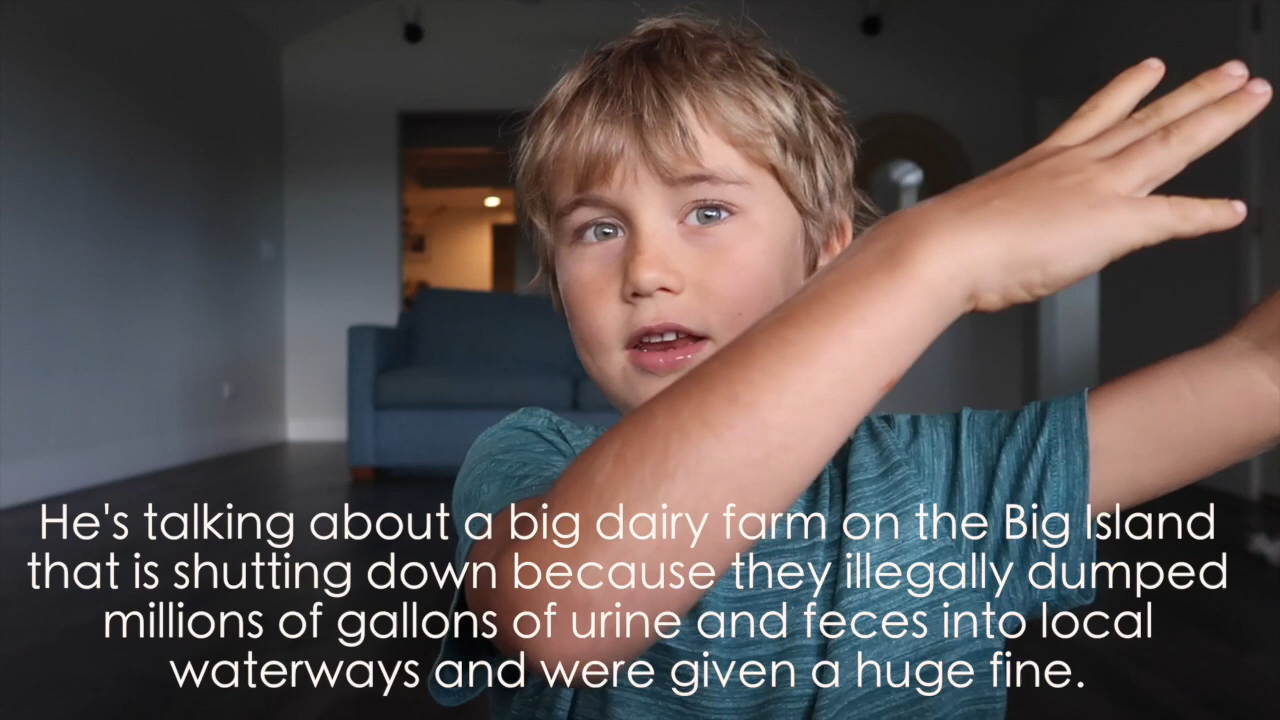 He's talking about a big dairy farm on the Big Island
that is shutting down because they illegally dumped
millions of gallons of urine and feces into local
waterways and were given a huge fine.